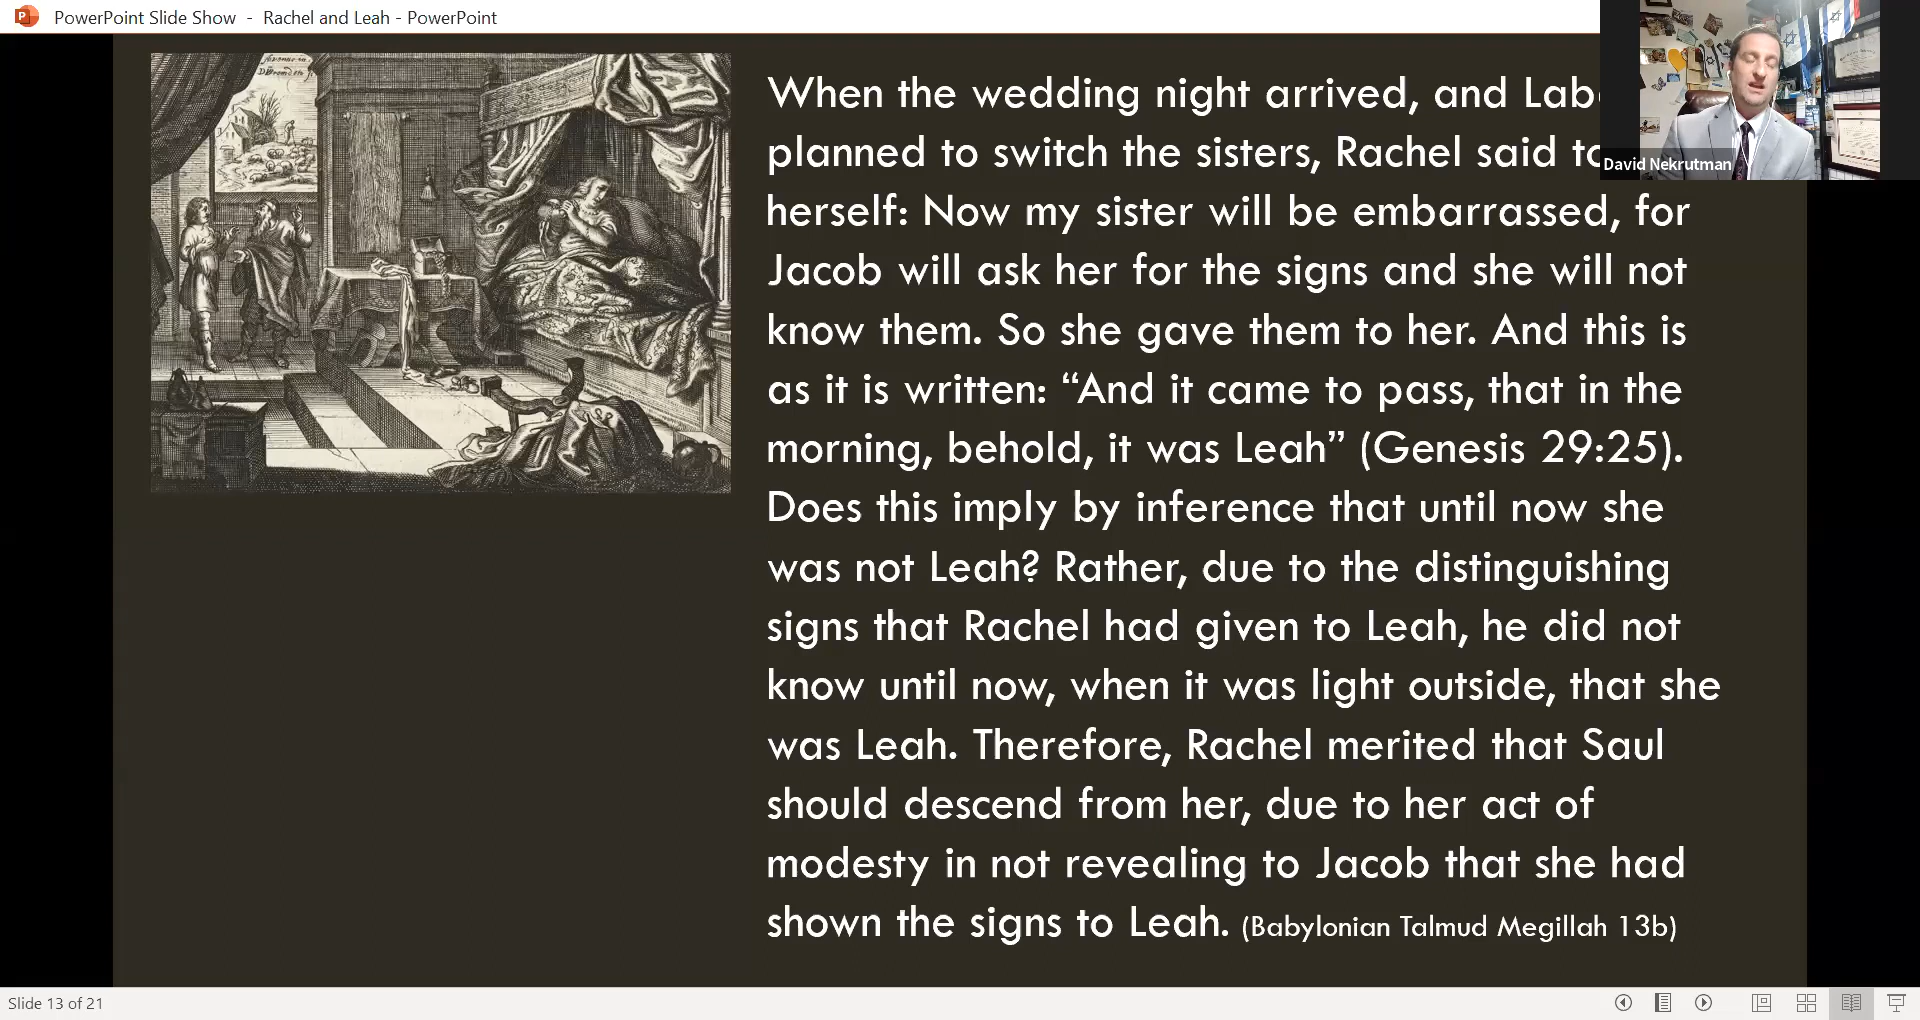 PowerPoint Slide Show - Rachel and Leah - PowerPoint
When the wedding night arrived, and
planned to switch the sisters, Rachel said
herself: Now my sister will be embarrassed, for
Jacob will ask her for the signs and she will not
know them. So she gave them to her. And this is
as it is written: “And it came to pass, that in the
morning, behold, it was Leah” (Genesis 29:25).
Does this imply by inference that until now she
was not Leah? Rather, due to the distinguishing
signs that Rachel had given to Leah, he did not
know until now, when it was light outside, that she
was Leah. Therefore, Rachel merited that Saul
should descend from her, due to her act of
modesty in not revealing to Jacob that she had
shown the signs to Leah. (Babylonian Talmud Megillah 13b)
David Nekrutman
Slide 13 of 21